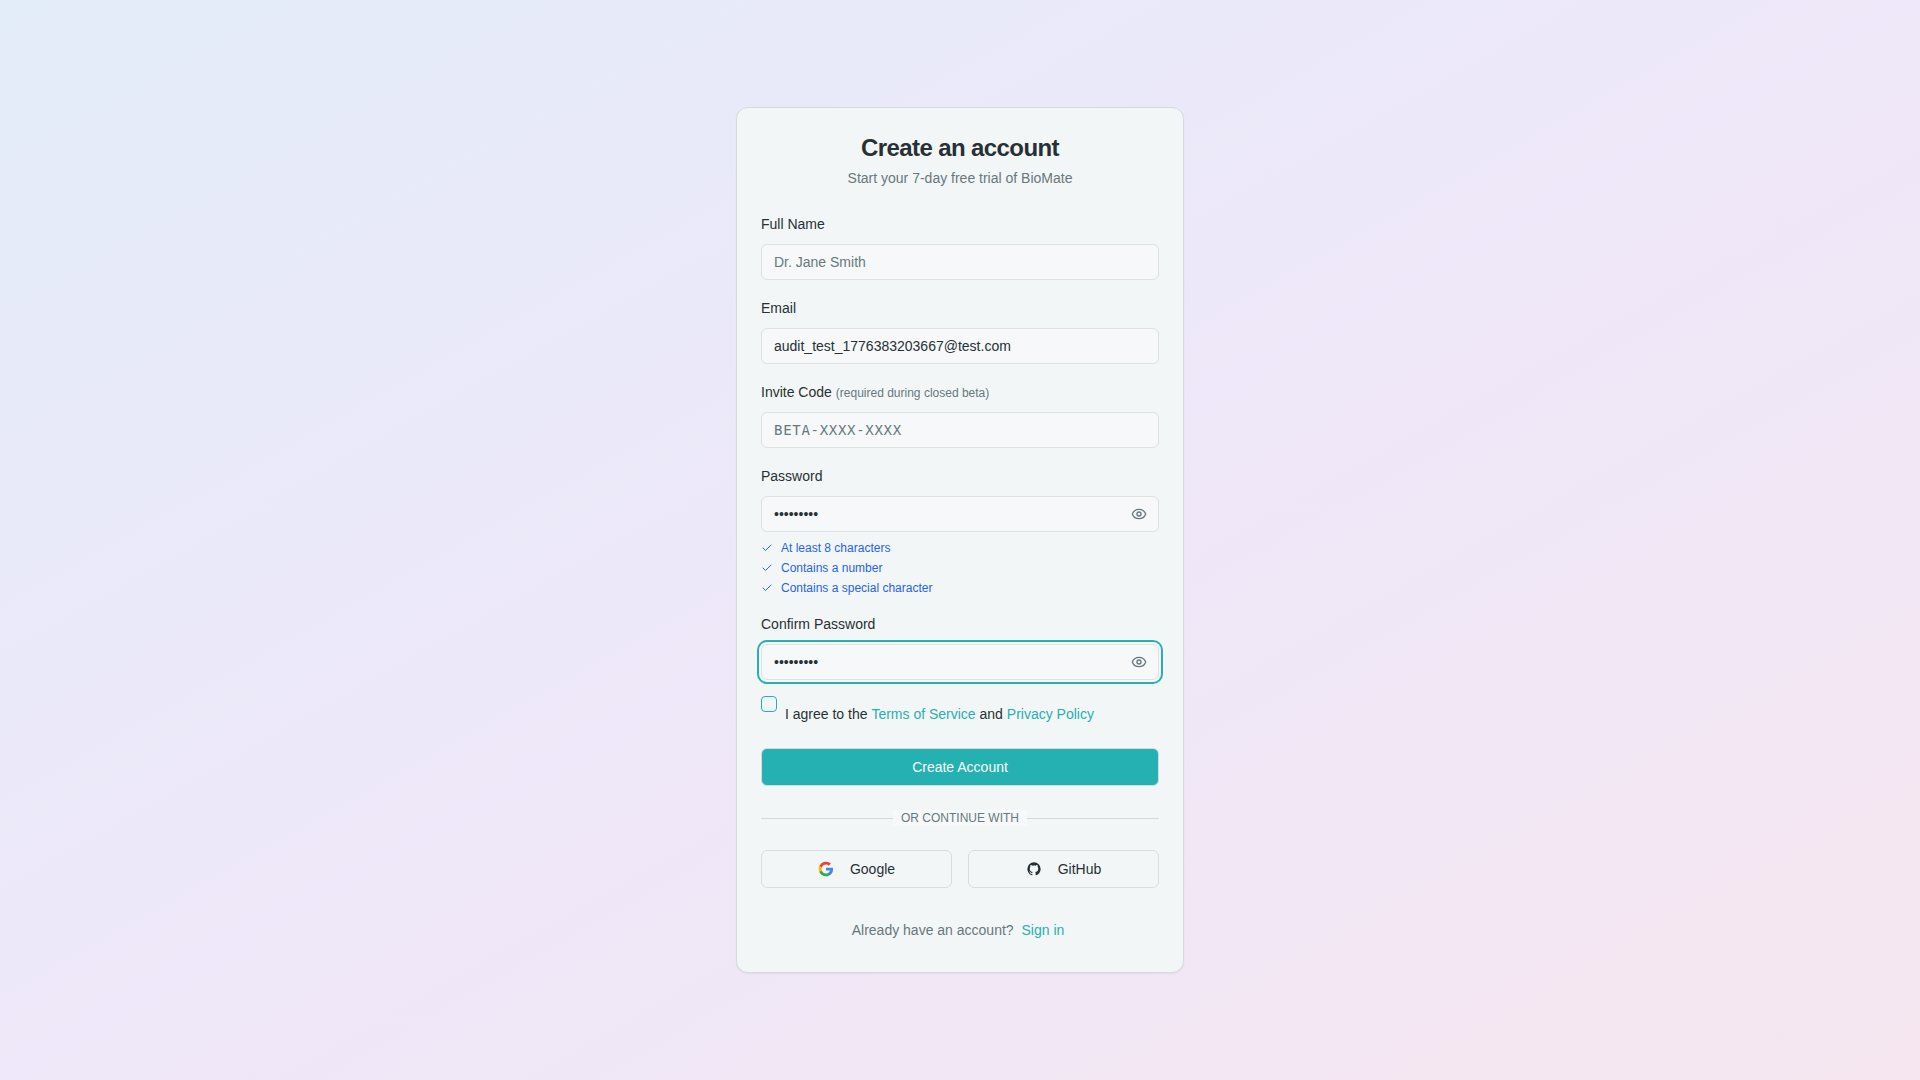 Create an account
Start your 7-day free trial of BioMate
Full Name
Dr. Jane Smith
Email
audit_test_1776383203667@test.com
Invite Code (required during closed beta)
BETA-XXXX-XXXX
Password
•••••••••
At least 8 characters
Contains a number
Contains a special character
Confirm Password
•••••••••
I agree to the Terms of Service and Privacy Policy
Create Account
OR CONTINUE WITH
Google
GitHub
Already have an account? Sign in